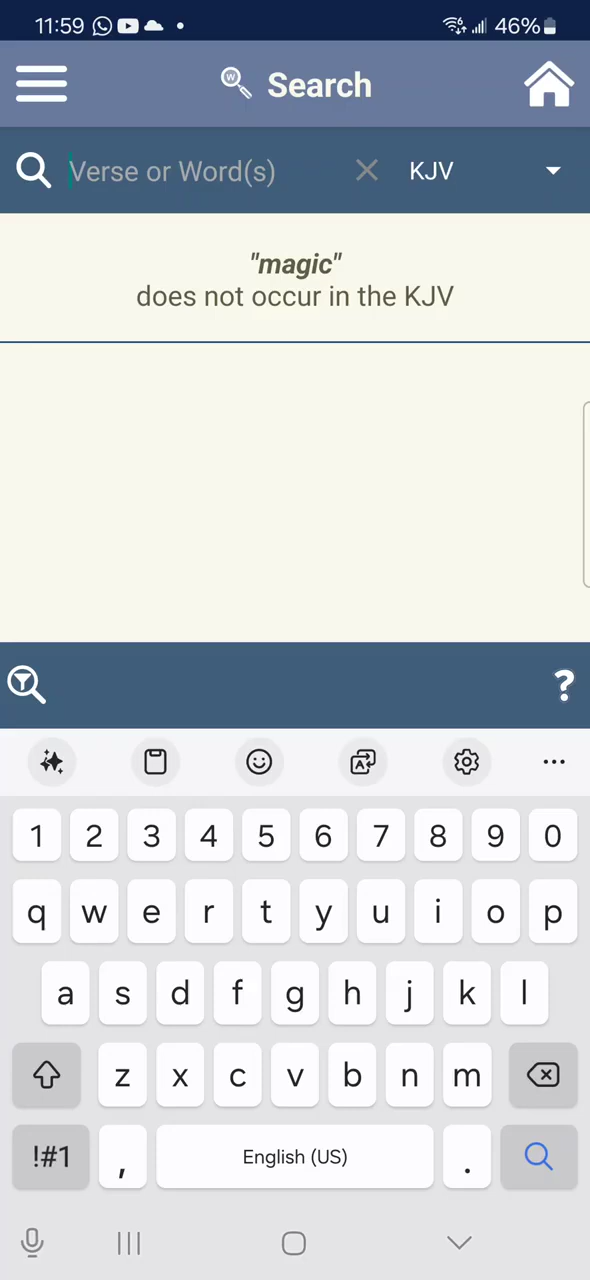 11:59 46%
Search
Verse or Word(s) KJV
"magic"
does not occur in the KJV
?
1 2 3 4 5 6 7 8 9 0
q w e r t y u i o p
a s d f g h j k l
z x c v b n m
!#1 , English (US) .